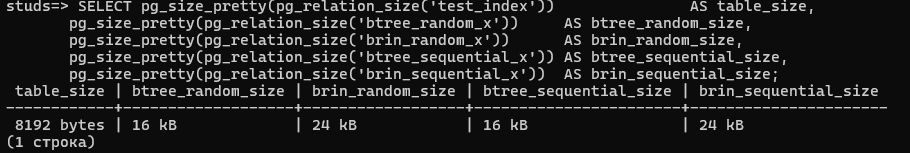 studs=> SELECT pg_size_pretty(pg_relation_size('test_index'))               AS table_size,
       pg_size_pretty(pg_relation_size('btree_random_x'))     AS btree_random_size,
       pg_size_pretty(pg_relation_size('brin_random_x'))      AS brin_random_size,
       pg_size_pretty(pg_relation_size('btree_sequential_x')) AS btree_sequential_size,
       pg_size_pretty(pg_relation_size('brin_sequential_x'))  AS brin_sequential_size;
 table_size | btree_random_size | brin_random_size | btree_sequential_size | brin_sequential_size
------------+-------------------+------------------+-----------------------+----------------------
 8192 bytes | 16 kB             | 24 kB            | 16 kB                 | 24 kB
(1 строка)